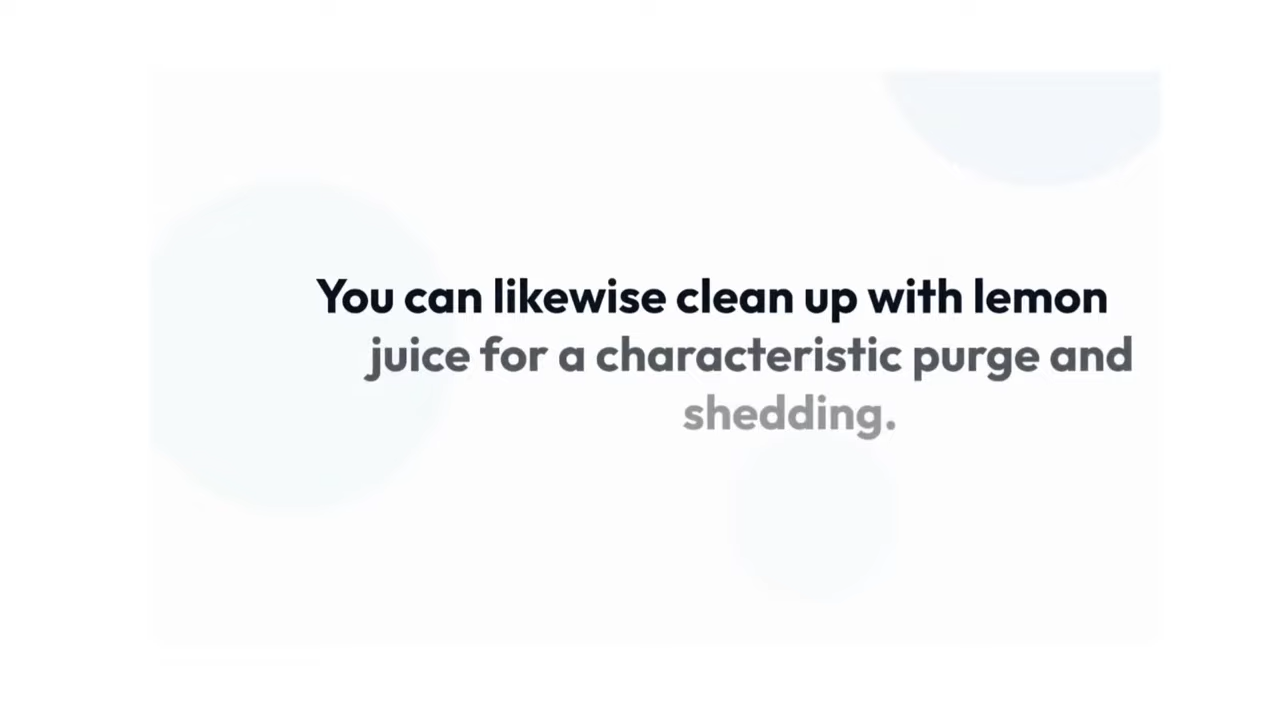 You can likewise clean up with lemon
juice for a characteristic purge and
shedding.